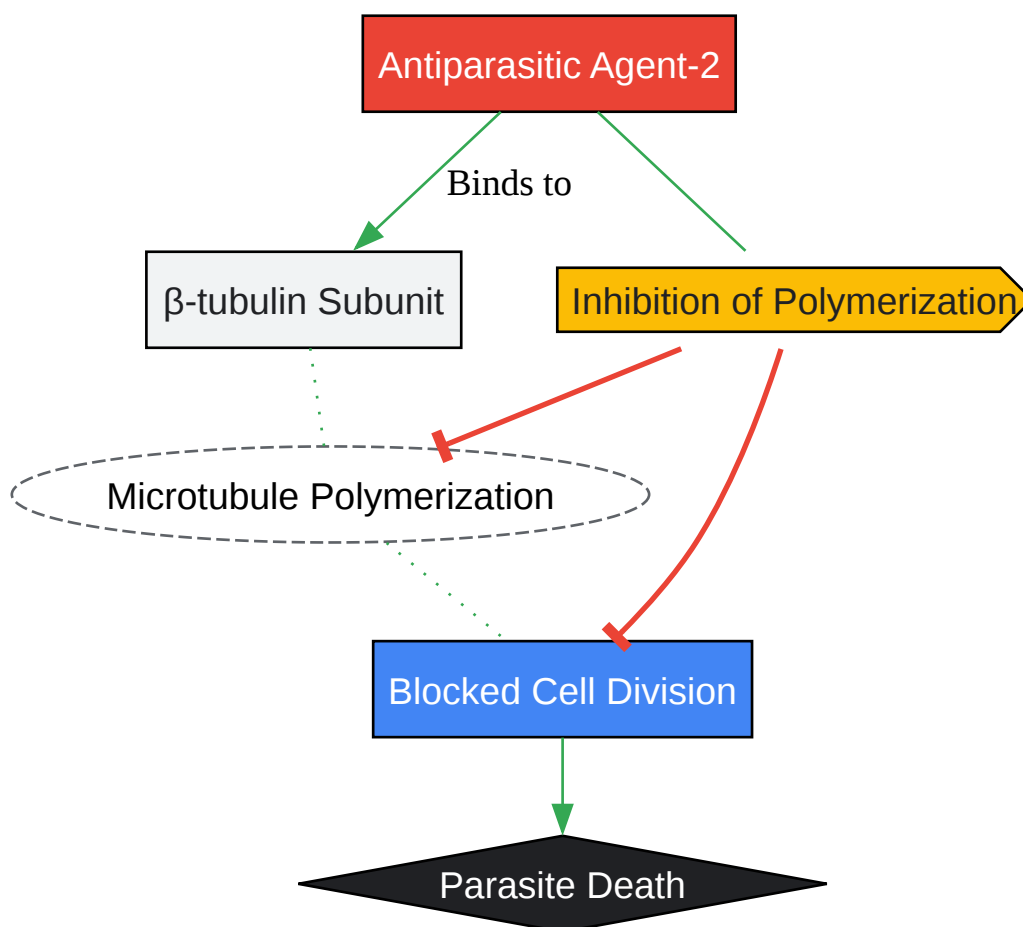 Antiparasitic Agent-2
Binds to
β-tubulin Subunit
Inhibition of Polymerization
Microtubule Polymerization
Blocked Cell Division
Parasite Death